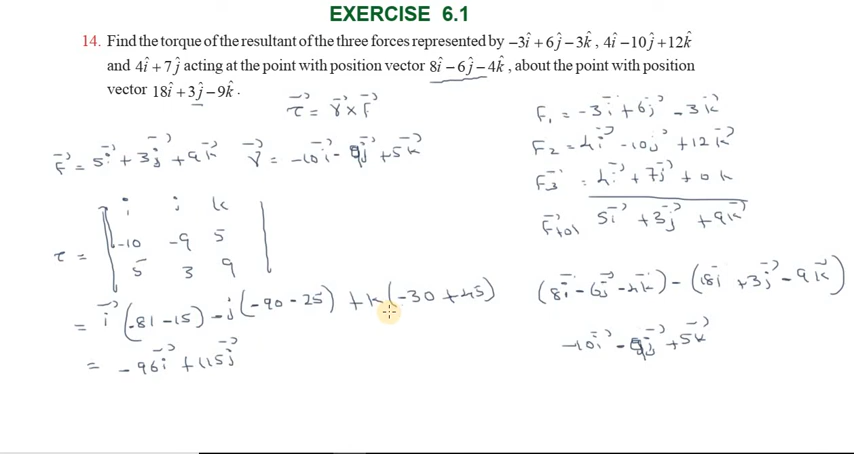 EXERCISE 6.1
14. Find the torque of the resultant of the three forces represented by −3î + 6ĵ − 3k̂, 4î − 10ĵ + 12k̂
and 4î + 7ĵ acting at the point with position vector 8î − 6ĵ − 4k̂, about the point with position
vector 18î + 3ĵ − 9k̂.
τ⃗ = r⃗ × F⃗
F₁ = −3i⃗ + 6j⃗ − 3k⃗
F₂ = 4i⃗ − 10j⃗ + 12k⃗
F₃⃗ = 4i⃗ + 7j⃗ + 0k
F⃗tot 5i⃗ + 3j⃗ + 9k⃗
F⃗ = 5i⃗ + 3j⃗ + 9k⃗ r⃗ = −10i⃗ − 9j⃗ + 5k⃗
τ = | i j k
−10 −9 5
5 3 9 |
= i⃗(−81−15) − j(−90−25) + k(−30+45)
= −96i⃗ + 115j⃗
(8i⃗ − 6j⃗ − 4k⃗) − (18i⃗ + 3j⃗ − 9k⃗)
−10i⃗ − 9j⃗ + 5k⃗